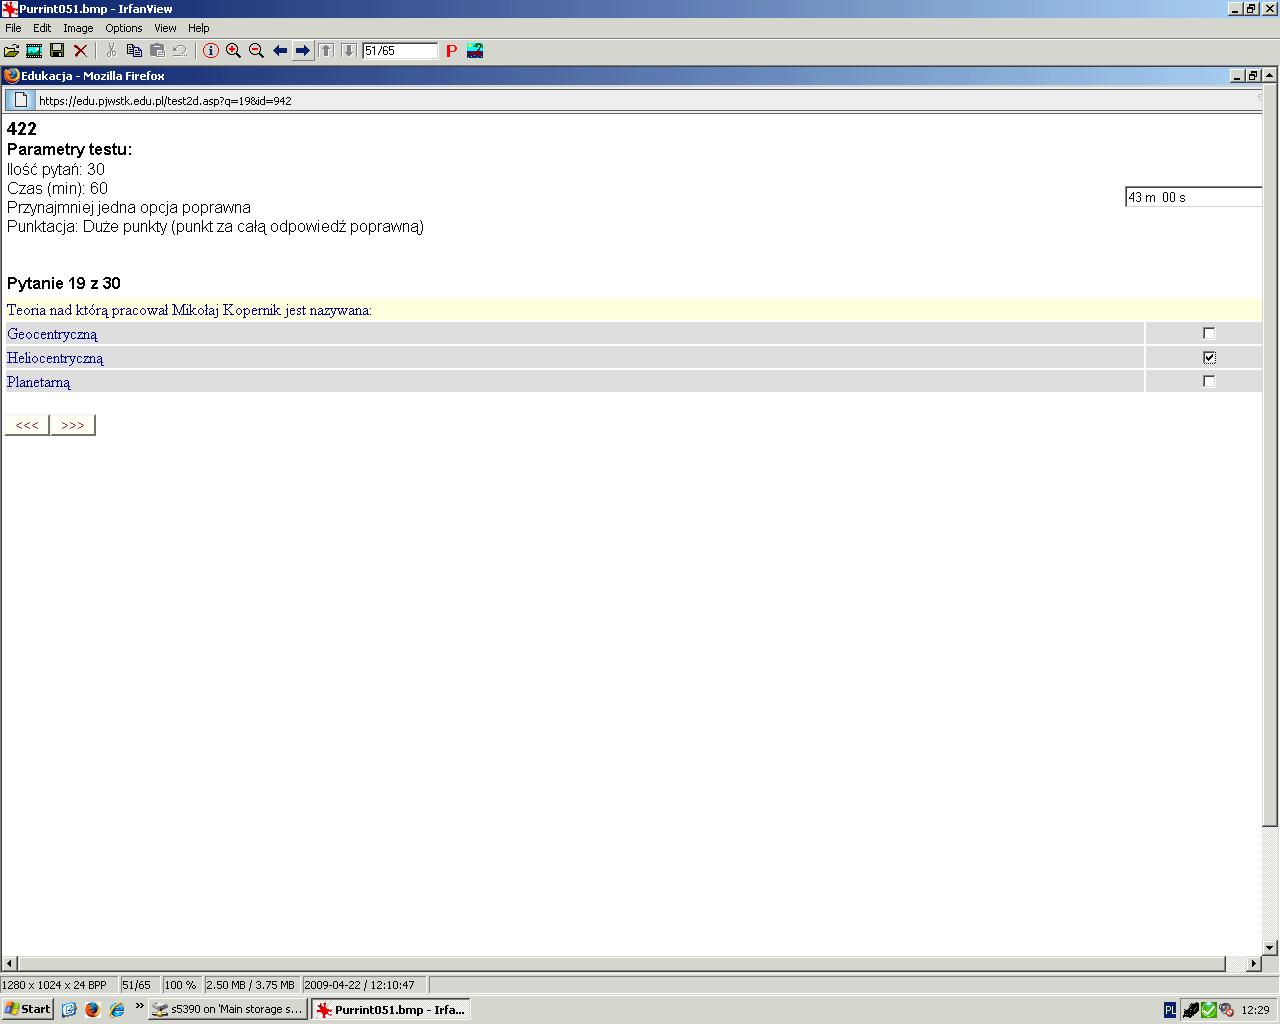 Purrint051.bmp - IrfanView
File Edit Image Options View Help
51/65
Edukacja - Mozilla Firefox
https://edu.pjwstk.edu.pl/test2d.asp?q=19&id=942
422
Parametry testu:
Ilość pytań: 30
Czas (min): 60
43 m 00 s
Przynajmniej jedna opcja poprawna
Punktacja: Duże punkty (punkt za całą odpowiedź poprawną)
Pytanie 19 z 30
Teoria nad którą pracował Mikołaj Kopernik jest nazywana:
Geocentryczną
Heliocentryczną
Planetarną
<<< >>>
1280 x 1024 x 24 BPP 51/65 100 % 2.50 MB / 3.75 MB 2009-04-22 / 12:10:47
Start » s5390 on 'Main storage s... Purrint051.bmp - Irfa... PL 12:29